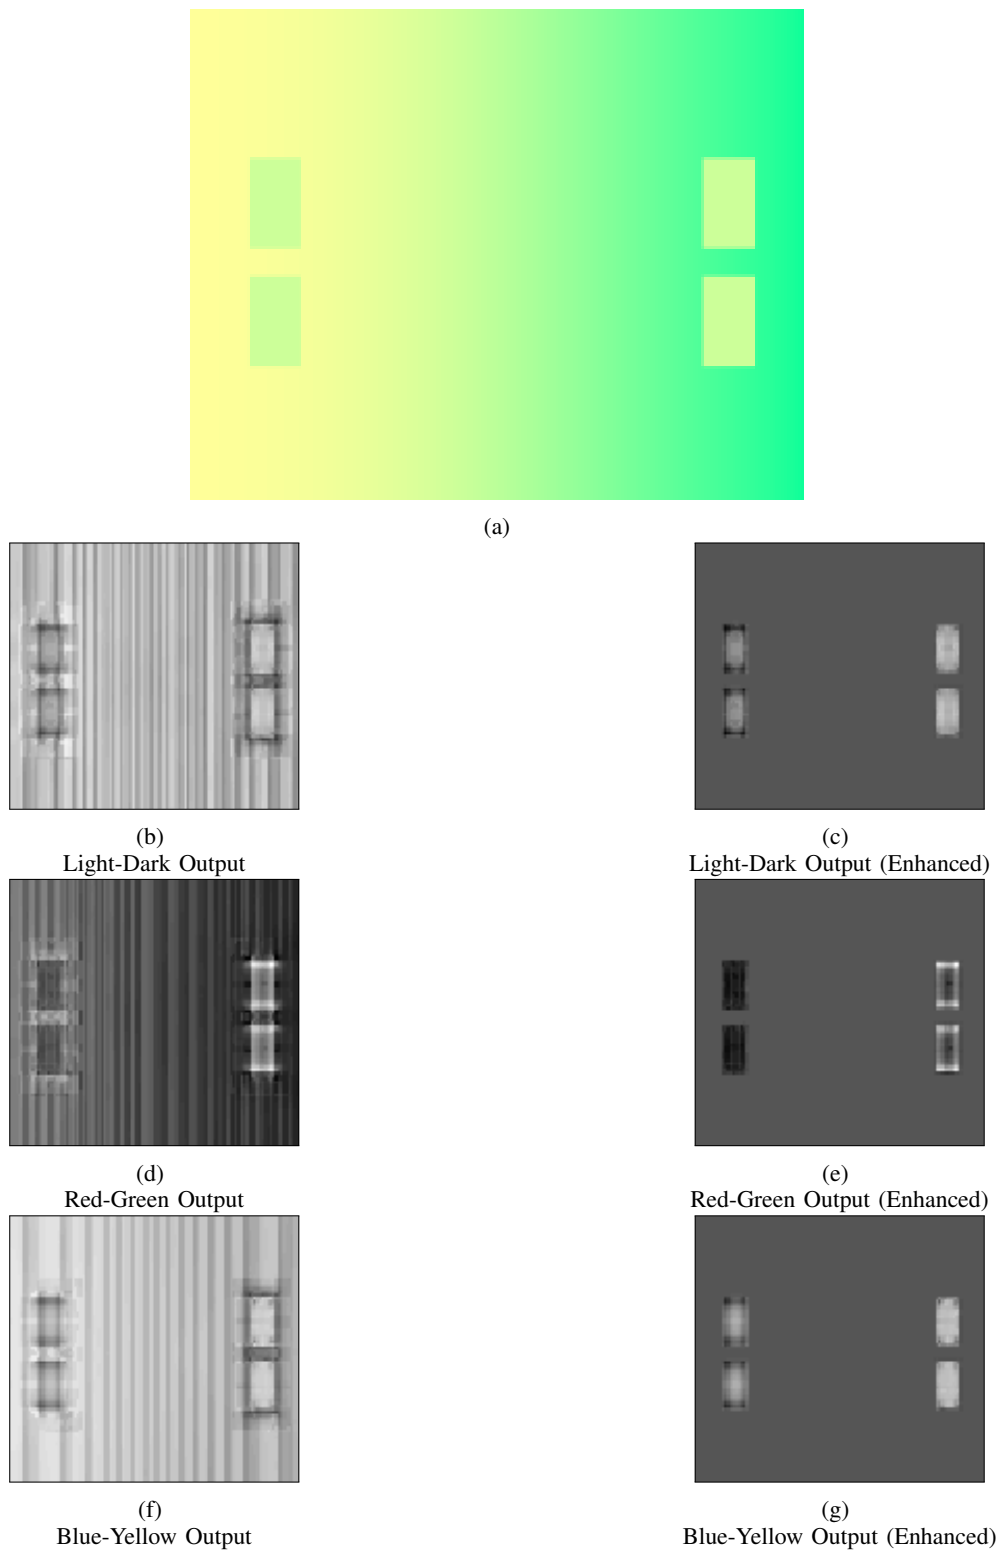 (a)
(b)
Light-Dark Output
(c)
Light-Dark Output (Enhanced)
(d)
Red-Green Output
(e)
Red-Green Output (Enhanced)
(f)
Blue-Yellow Output
(g)
Blue-Yellow Output (Enhanced)